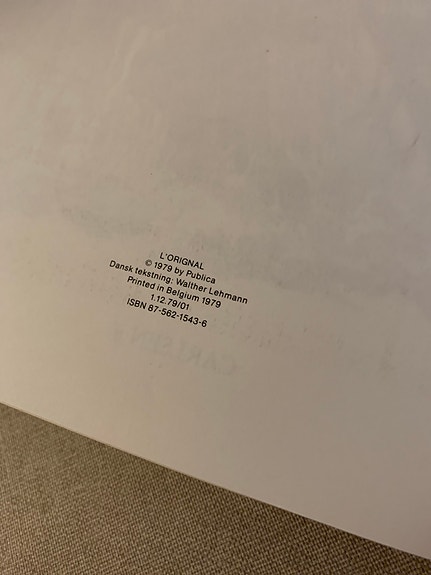 L'ORIGNAL
© 1979 by Publica
Dansk tekstning: Walther Lehmann
Printed in Belgium 1979
1.12.79/01
ISBN 87-562-1543-6